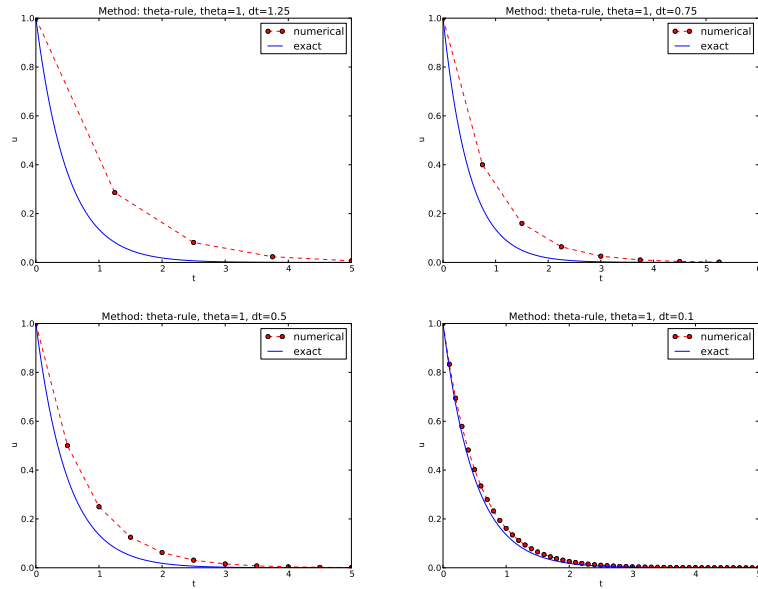 Method: theta-rule, theta=1, dt=1.25
numerical
exact
1.0
0.8
0.6
0.4
0.2
0.0
u
0 1 2 3 4 5
t
Method: theta-rule, theta=1, dt=0.75
numerical
exact
1.0
0.8
0.6
0.4
0.2
0.0
u
0 1 2 3 4 5
t
Method: theta-rule, theta=1, dt=0.5
numerical
exact
1.0
0.8
0.6
0.4
0.2
0.0
u
0 1 2 3 4 5
t
Method: theta-rule, theta=1, dt=0.1
numerical
exact
1.0
0.8
0.6
0.4
0.2
0.0
u
0 1 2 3 4 5
t